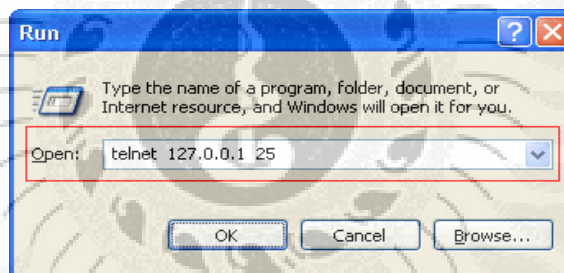 Run
Type the name of a program, folder, document, or
Internet resource, and Windows will open it for you.
Open: telnet 127.0.0.1 25
OK Cancel Browse...